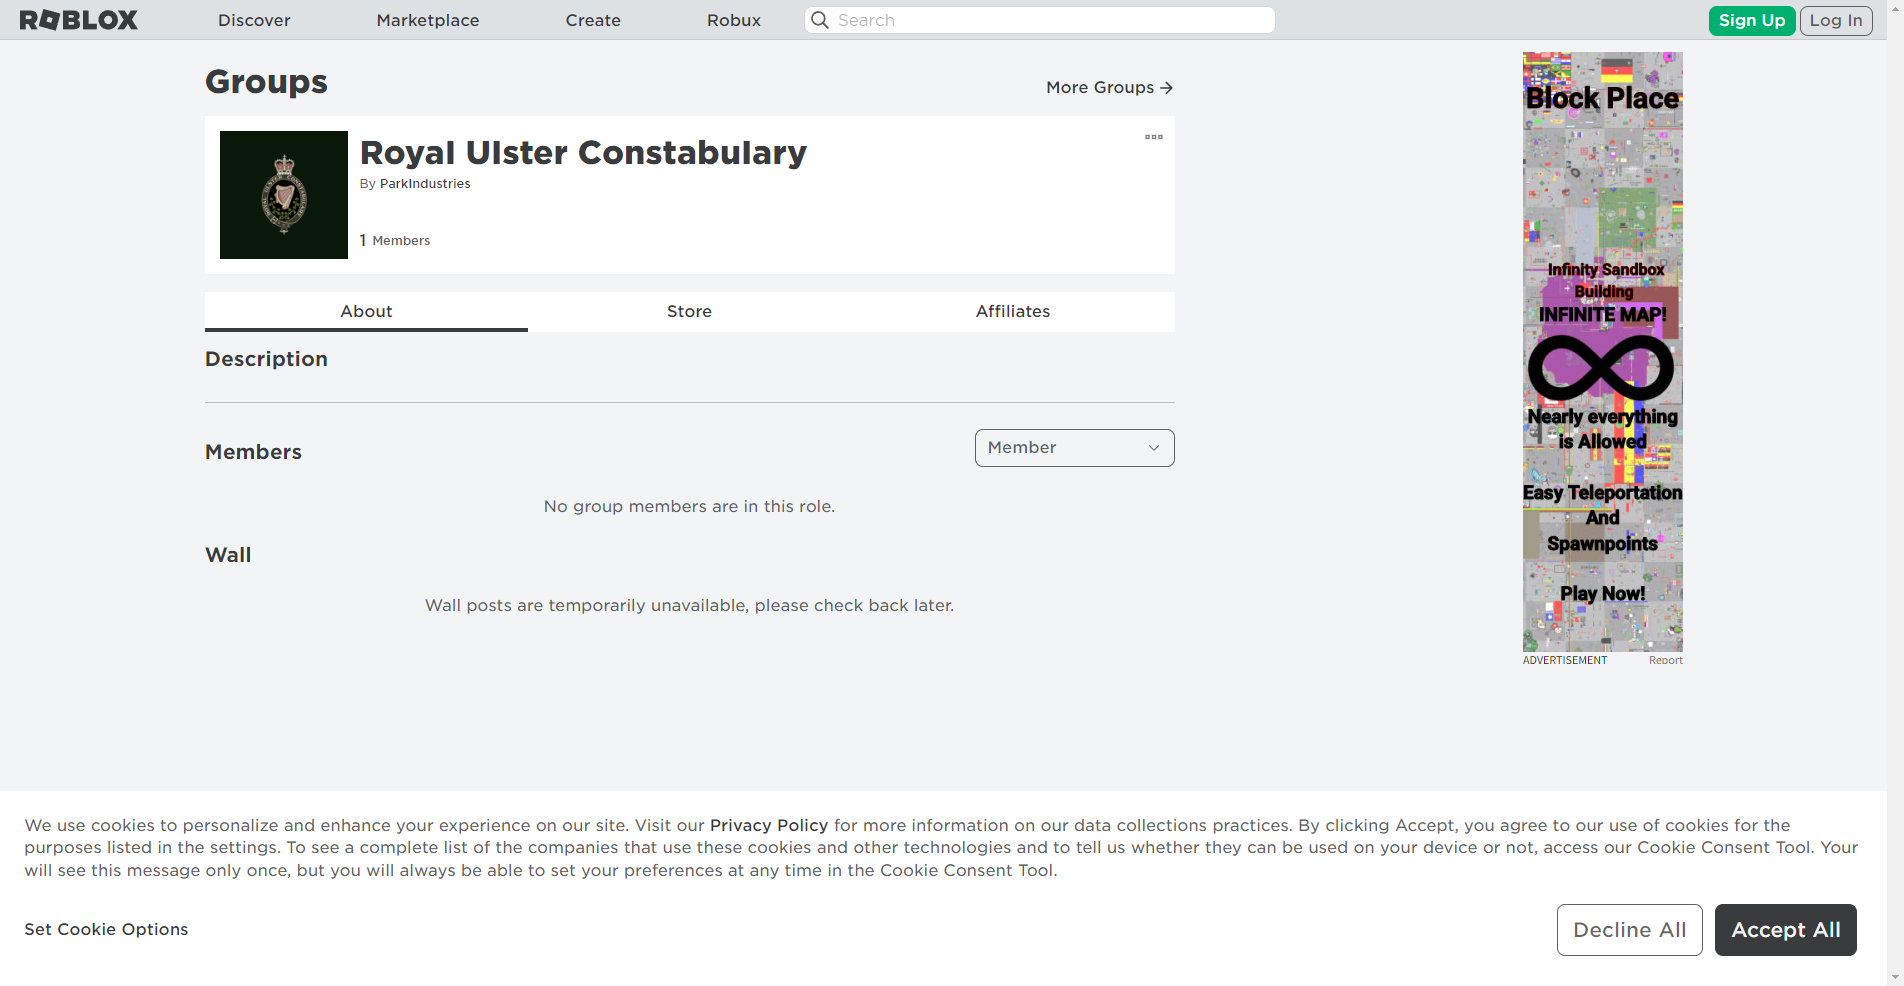 ROBLOX
Discover
Marketplace
Create
Robux
Search
Sign Up
Log In
Groups
More Groups
Royal Ulster Constabulary
By ParkIndustries
1 Members
About
Store
Affiliates
Description
Members
Member
No group members are in this role.
Wall
Wall posts are temporarily unavailable, please check back later.
Block Place
Infinity Sandbox
Building
INFINITE MAP!
Nearly everything
is Allowed
Easy Teleportation
And
Spawnpoints
Play Now!
ADVERTISEMENT
Report
We use cookies to personalize and enhance your experience on our site. Visit our Privacy Policy for more information on our data collections practices. By clicking Accept, you agree to our use of cookies for the
purposes listed in the settings. To see a complete list of the companies that use these cookies and other technologies and to tell us whether they can be used on your device or not, access our Cookie Consent Tool. Your
will see this message only once, but you will always be able to set your preferences at any time in the Cookie Consent Tool.
Set Cookie Options
Decline All
Accept All